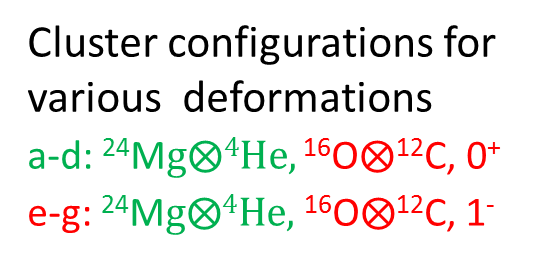 Cluster configurations for
various deformations
a-d: ²⁴Mg⊗⁴He, ¹⁶O⊗¹²C, 0⁺
e-g: ²⁴Mg⊗⁴He, ¹⁶O⊗¹²C, 1⁻